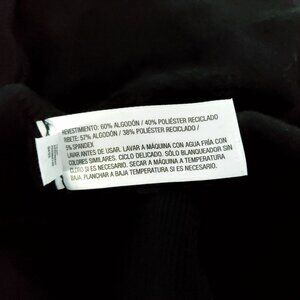 REVESTIMIENTO: 60% ALGODÓN / 40% POLIÉSTER RECICLADO
RIBETE: 57% ALGODÓN / 38% POLIÉSTER RECICLADO /
5% SPANDEX
LAVAR ANTES DE USAR. LAVAR A MÁQUINA CON AGUA FRÍA CON
COLORES SIMILARES. CICLO DELICADO. SÓLO BLANQUEADOR SIN
CLORO SI ES NECESARIO. SECAR A MÁQUINA A TEMPERATURA
BAJA. PLANCHAR A BAJA TEMPERATURA SI ES NECESARIO.